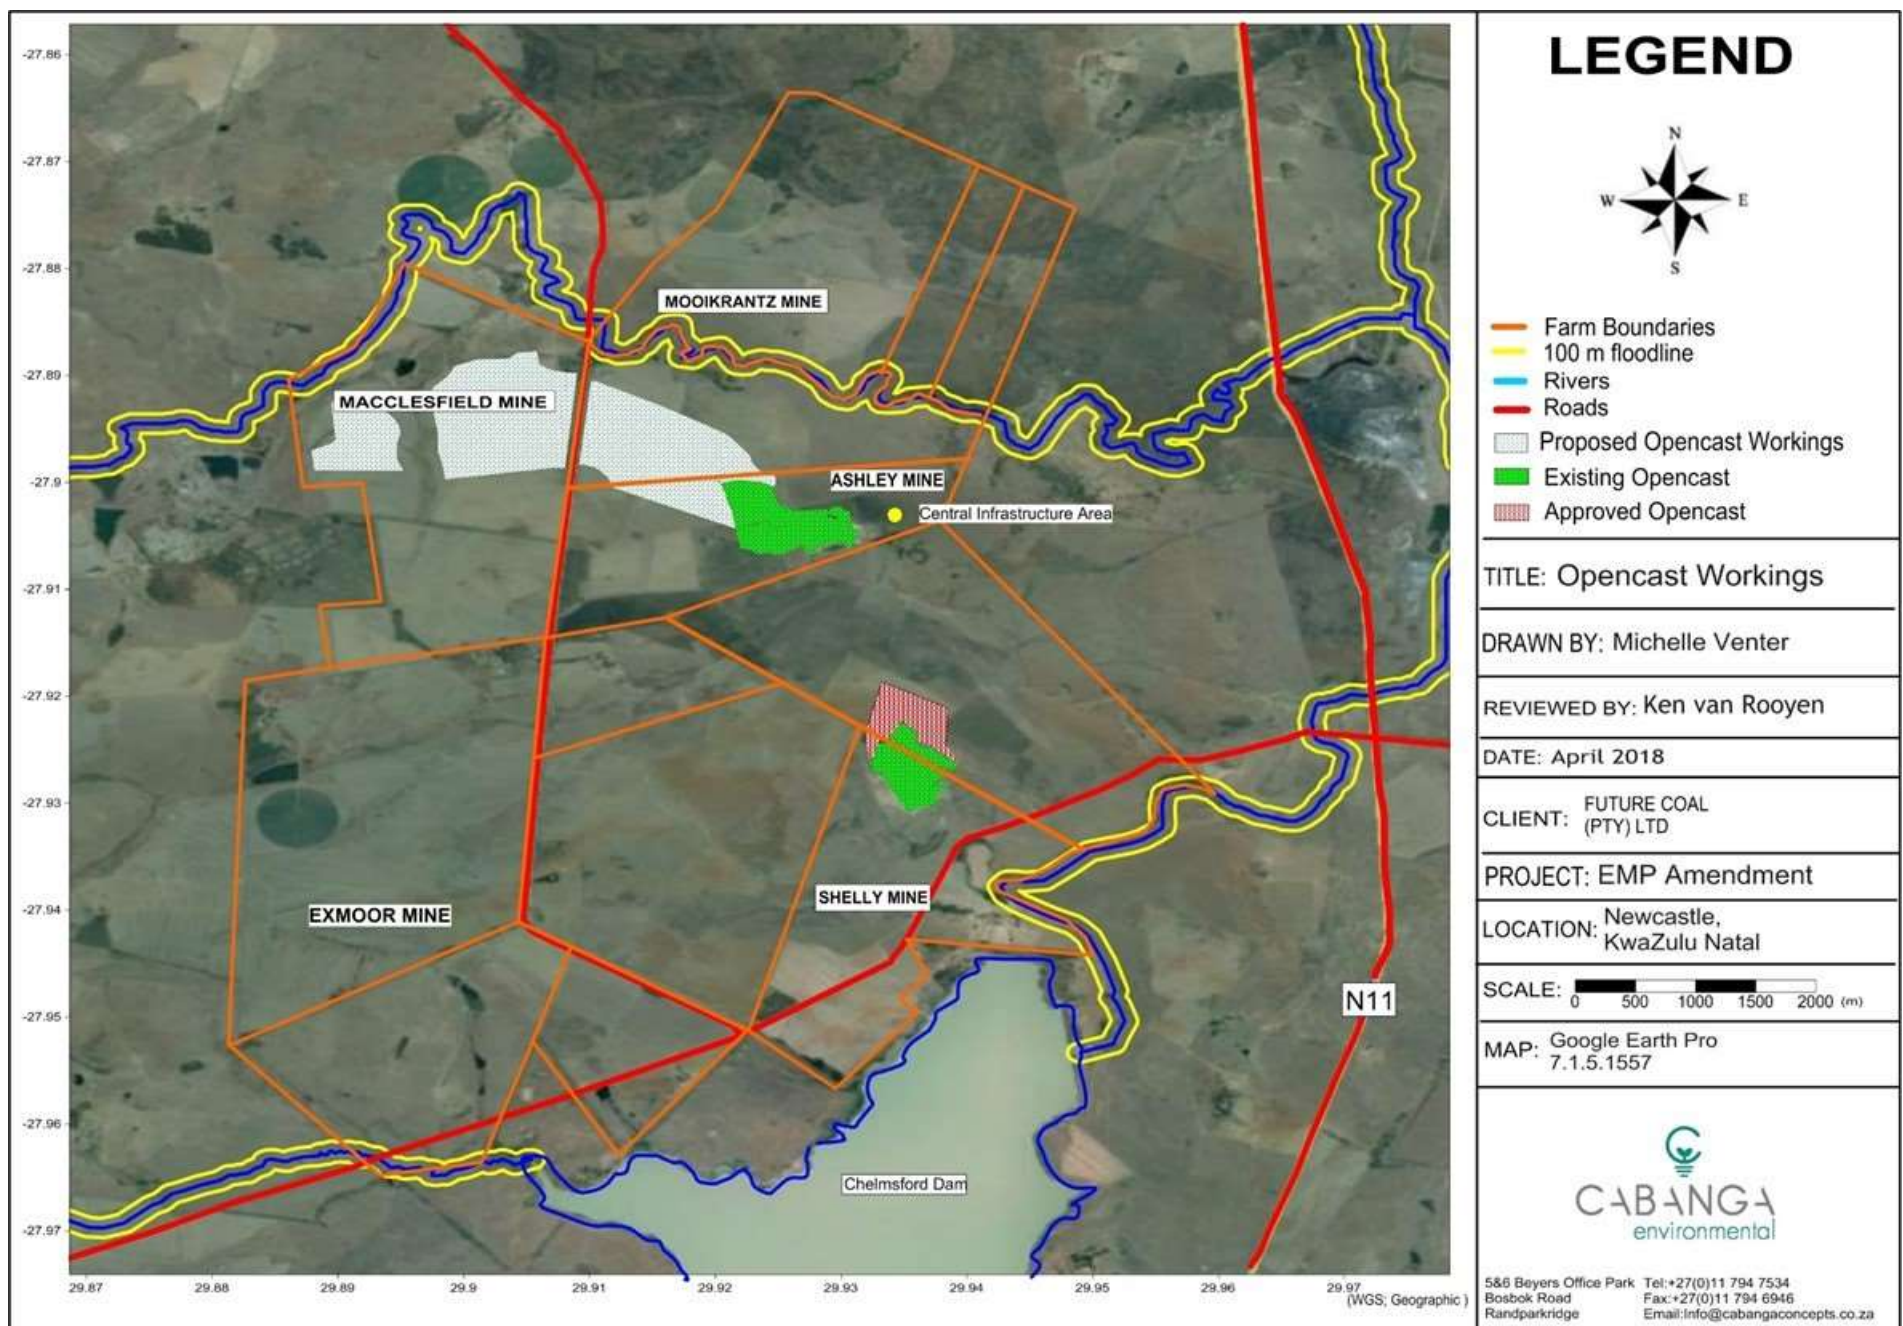 -27.86
-27.87
-27.88
-27.89
-27.9
-27.91
-27.92
-27.93
-27.94
-27.95
-27.96
-27.97
29.87
29.88
29.89
29.9
29.91
29.92
29.93
29.94
29.95
29.96
29.97
(WGS; Geographic )
MOOIKRANTZ MINE
MACCLESFIELD MINE
ASHLEY MINE
Central Infrastructure Area
EXMOOR MINE
SHELLY MINE
N11
Chelmsford Dam
LEGEND
N
W
E
S
Farm Boundaries
100 m floodline
Rivers
Roads
Proposed Opencast Workings
Existing Opencast
Approved Opencast
TITLE: Opencast Workings
DRAWN BY: Michelle Venter
REVIEWED BY: Ken van Rooyen
DATE: April 2018
CLIENT: FUTURE COAL
(PTY) LTD
PROJECT: EMP Amendment
LOCATION: Newcastle,
KwaZulu Natal
SCALE: 0 500 1000 1500 2000 (m)
MAP: Google Earth Pro
7.1.5.1557
CABANGA
environmental
5&6 Beyers Office Park Tel:+27(0)11 794 7534
Bosbok Road Fax:+27(0)11 794 6946
Randparkridge Email:Info@cabangaconcepts.co.za